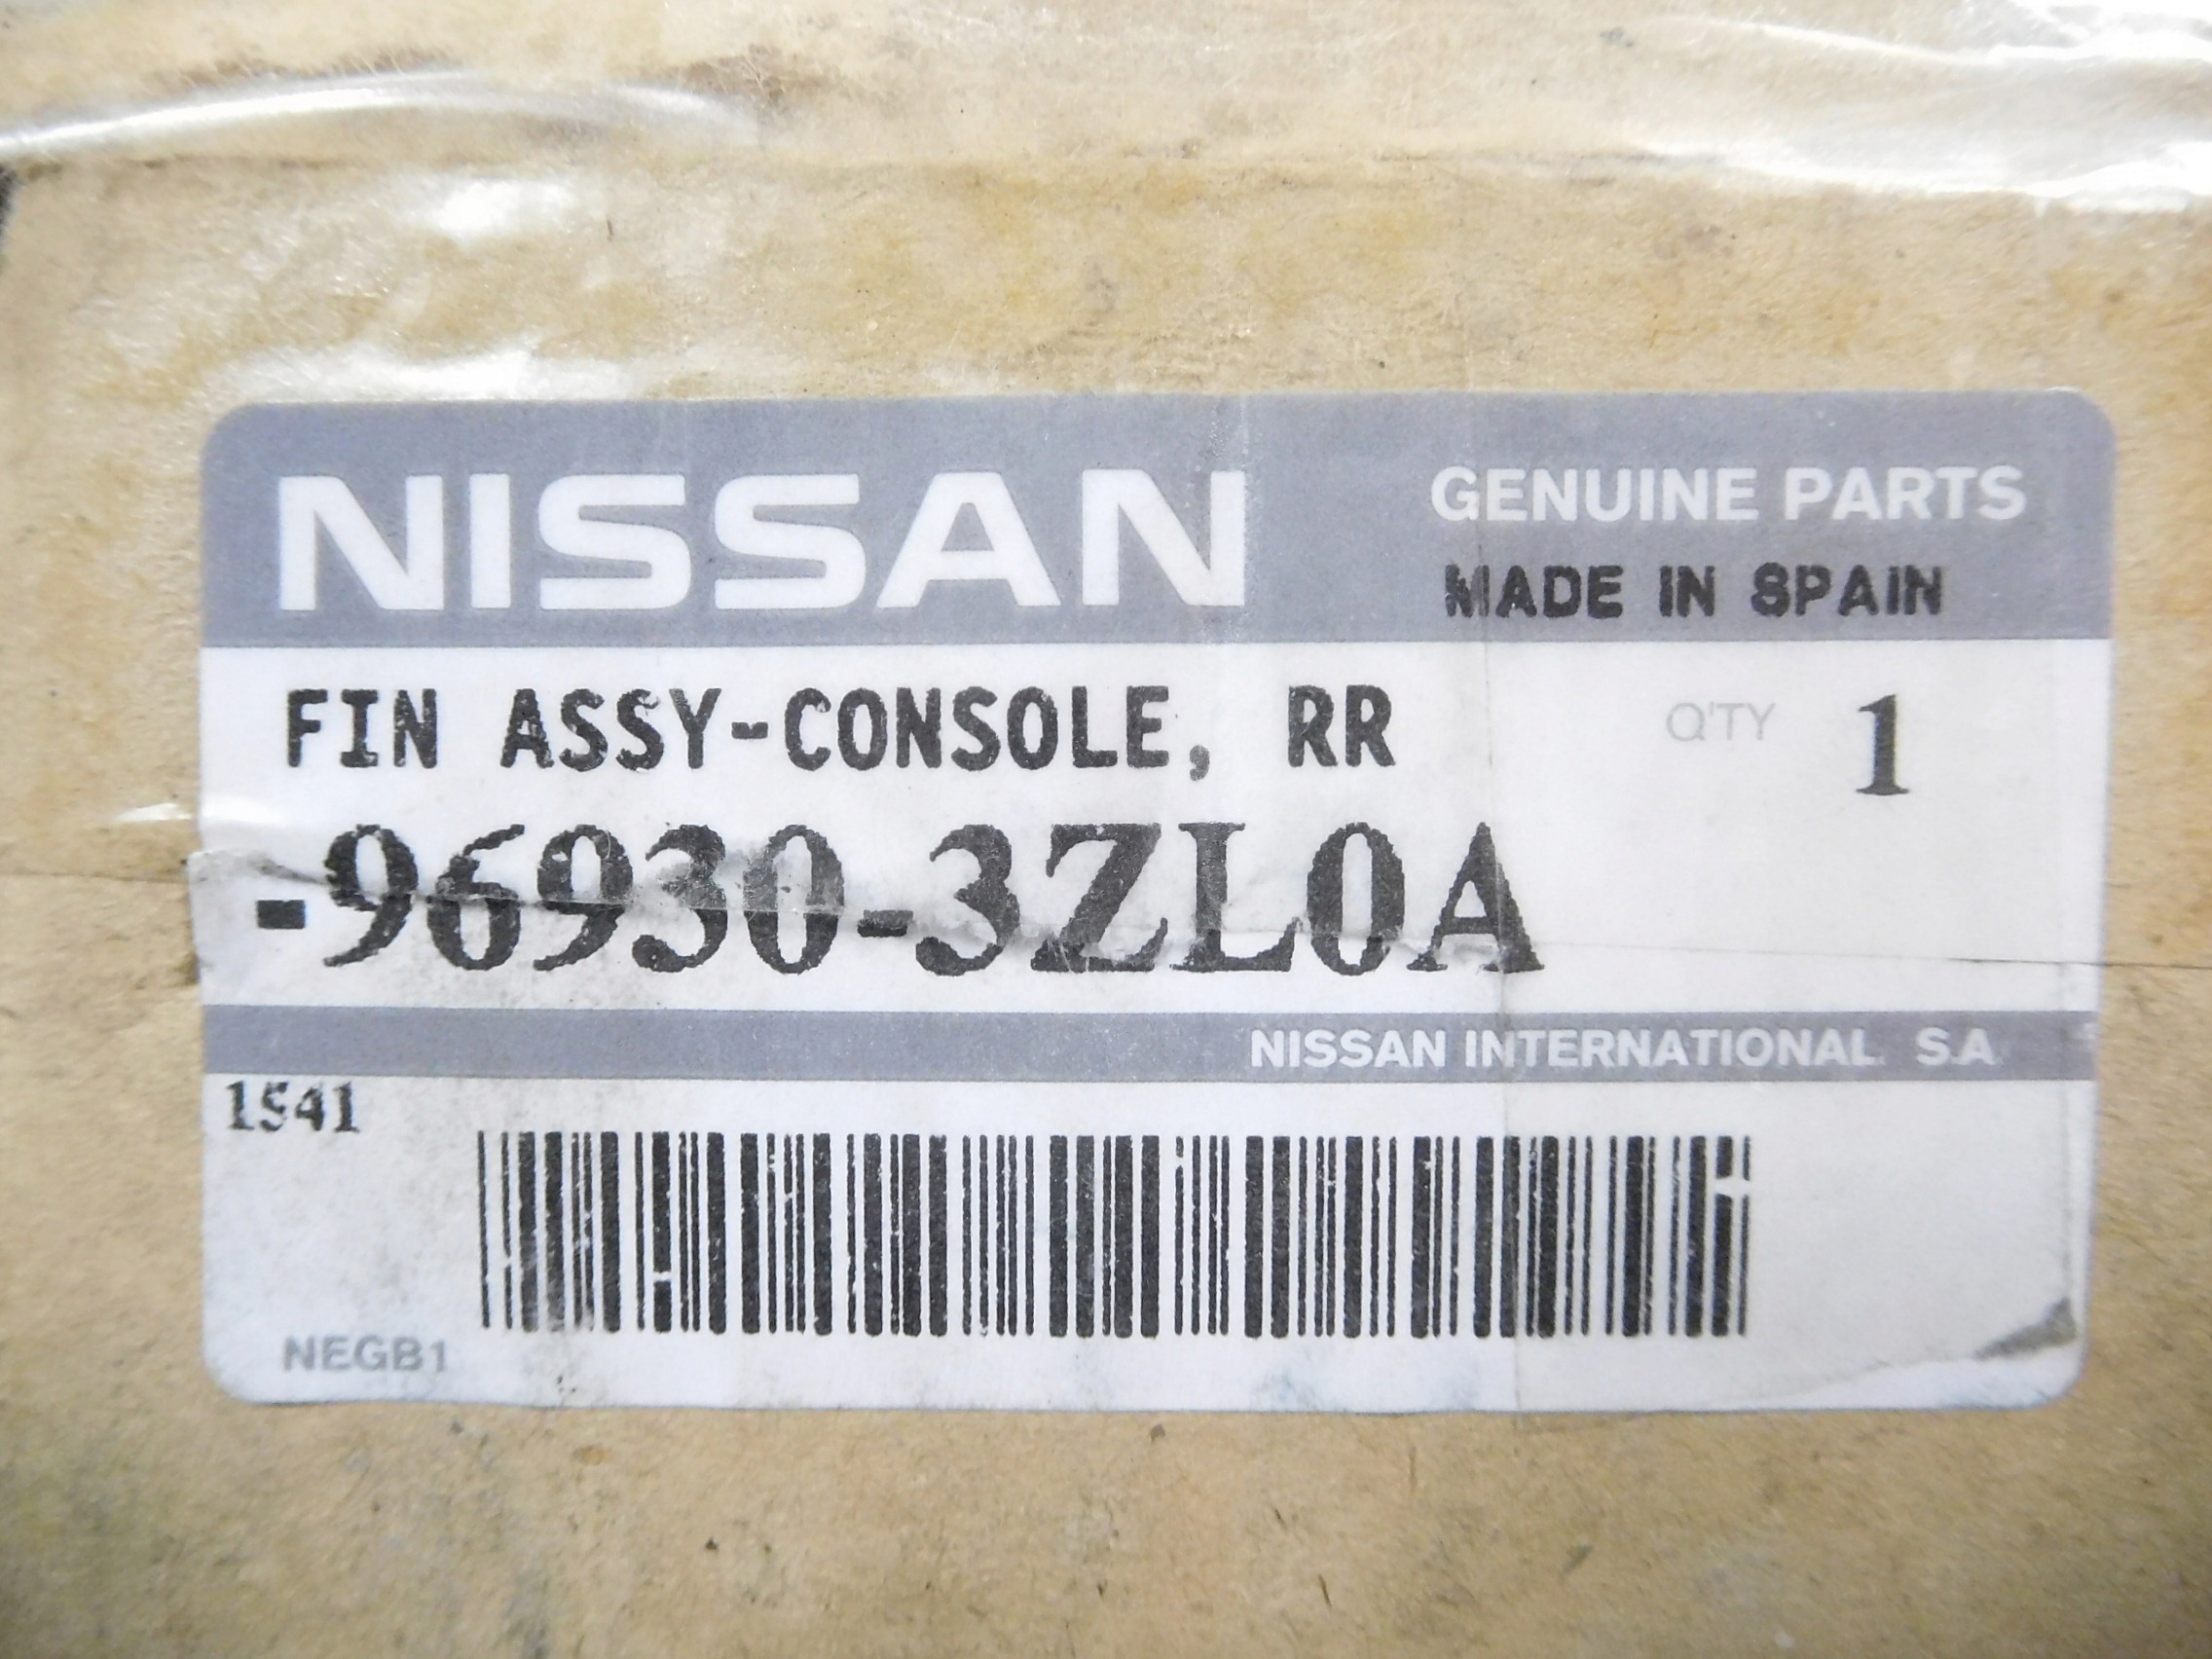 NISSAN
GENUINE PARTS
MADE IN SPAIN
FIN ASSY-CONSOLE, RR
Q'TY 1
-96930-3ZL0A
NISSAN INTERNATIONAL S.A
1541
NEGB1